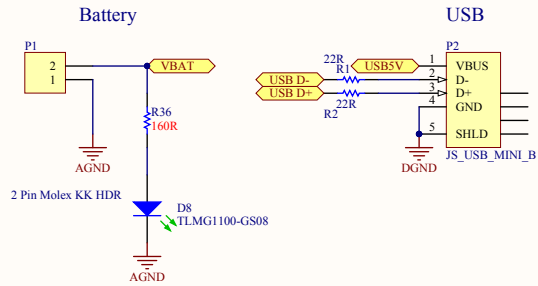 Battery
P1
2
1
VBAT
R36
160R
AGND
2 Pin Molex KK HDR
D8
TLMG1100-GS08
AGND
USB
P2
22R
R1
USB5V
1
VBUS
USB D-
2
D-
USB D+
3
D+
22R
R2
4
GND
5
SHLD
DGND
JS_USB_MINI_B